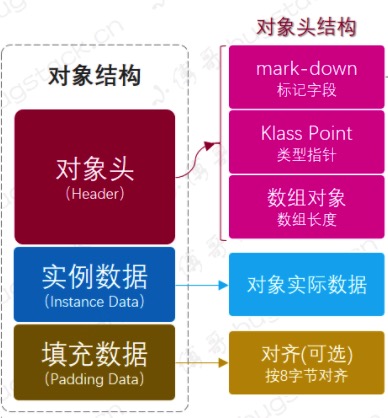 对象头结构
对象结构
mark-down
标记字段
对象头
(Header)
Klass Point
类型指针
数组对象
数组长度
实例数据
(Instance Data)
对象实际数据
填充数据
(Padding Data)
对齐(可选)
按8字节对齐